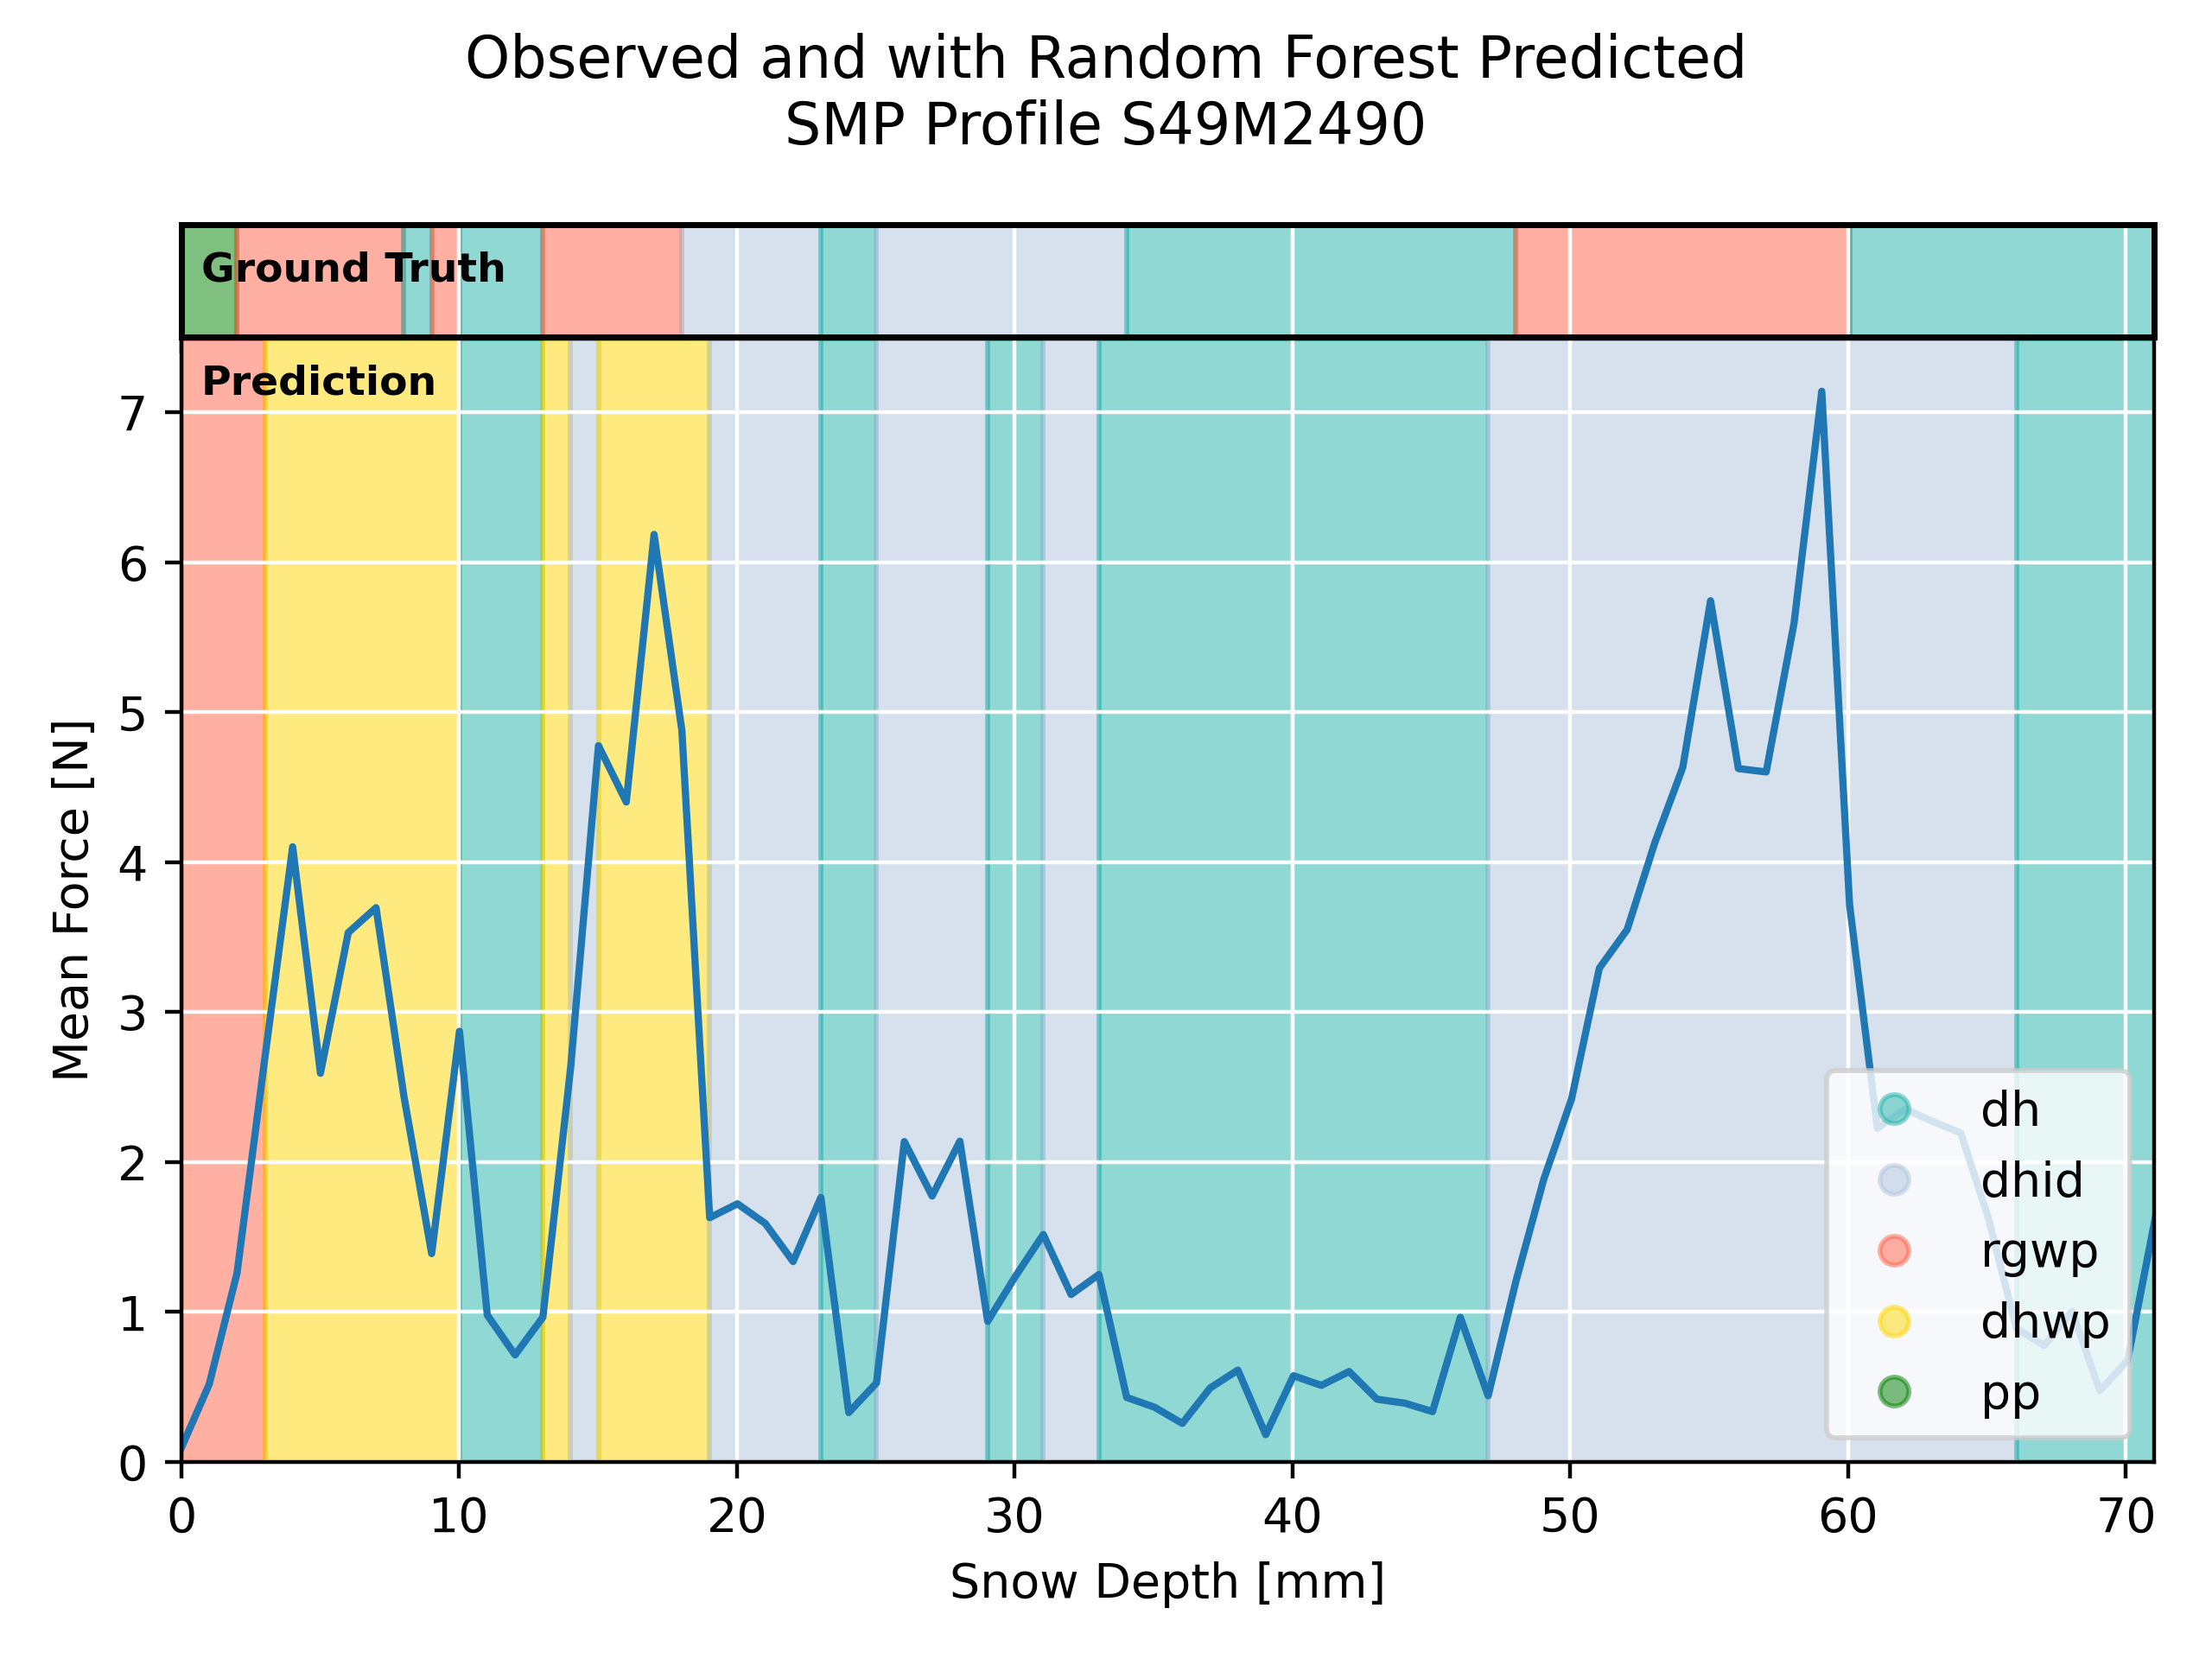 Observed and with Random Forest Predicted
SMP Profile S49M2490
Ground Truth
Prediction
7
6
5
4
3
2
1
0
Mean Force [N]
dh
dhid
rgwp
dhwp
pp
0 10 20 30 40 50 60 70
Snow Depth [mm]